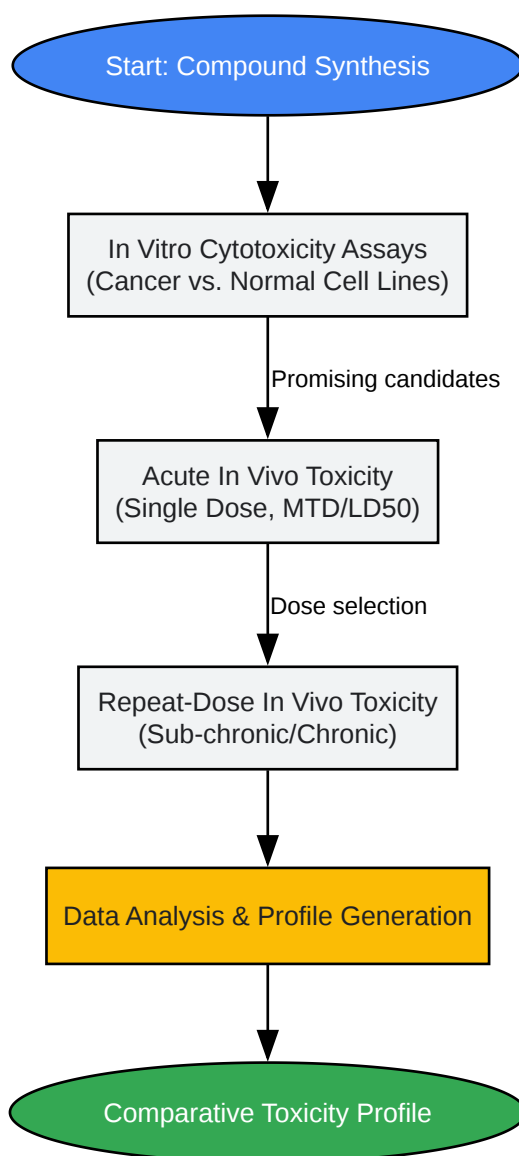 Start: Compound Synthesis
In Vitro Cytotoxicity Assays
(Cancer vs. Normal Cell Lines)
Promising candidates
Acute In Vivo Toxicity
(Single Dose, MTD/LD50)
Dose selection
Repeat-Dose In Vivo Toxicity
(Sub-chronic/Chronic)
Data Analysis & Profile Generation
Comparative Toxicity Profile